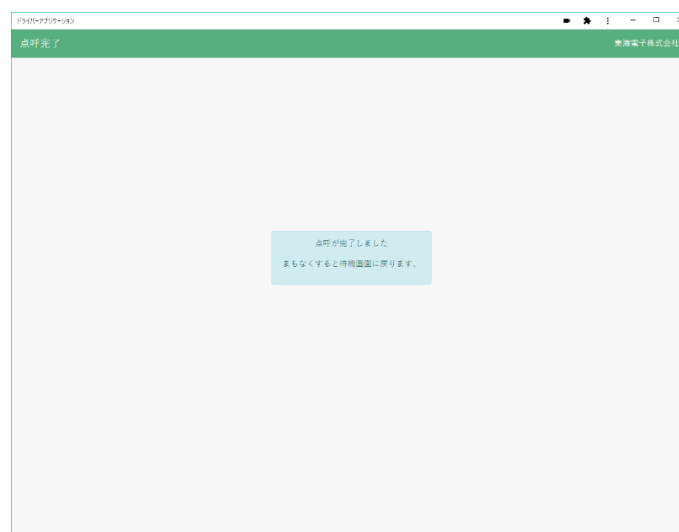 ドライバーアプリケーション
点呼完了
東海電子株式会社
点呼が完了しました
まもなくすると待機画面に戻ります。